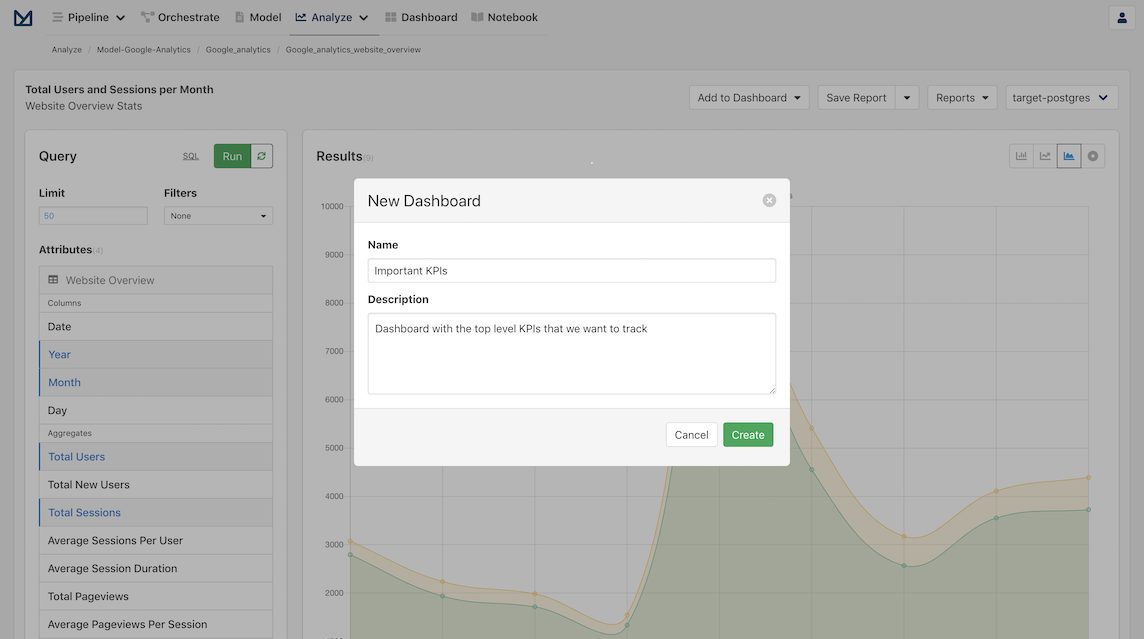 Pipeline Orchestrate Model Analyze Dashboard Notebook
Analyze / Model-Google-Analytics / Google_analytics / Google_analytics_website_overview
Total Users and Sessions per Month
Website Overview Stats
Add to Dashboard
Save Report
Reports
target-postgres
Query
SQL
Run
Limit
Filters
50
None
Attributes(4)
Website Overview
Columns
Date
Year
Month
Day
Aggregates
Total Users
Total New Users
Total Sessions
Average Sessions Per User
Average Session Duration
Total Pageviews
Average Pageviews Per Session
Results(9)
10000
9000
8000
7000
6000
5000
4000
3000
2000
New Dashboard
Name
Important KPIs
Description
Dashboard with the top level KPIs that we want to track
Cancel
Create